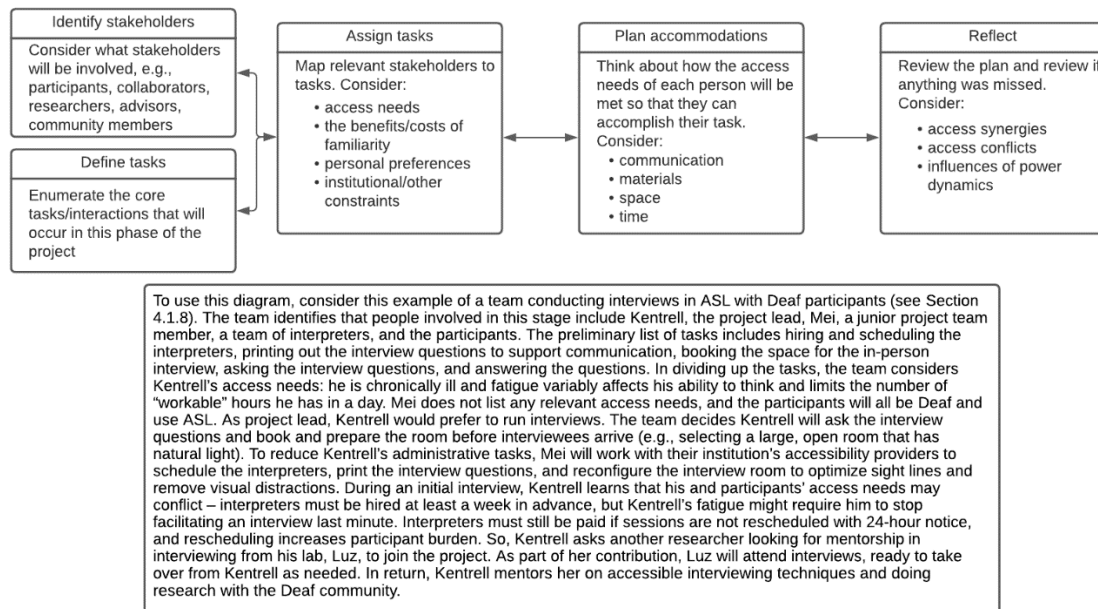 Identify stakeholders
Consider what stakeholders
will be involved, e.g.,
participants, collaborators,
researchers, advisors,
community members
Define tasks
Enumerate the core
tasks/interactions that will
occur in this phase of the
project
Assign tasks
Map relevant stakeholders to
tasks. Consider:
• access needs
• the benefits/costs of
familiarity
• personal preferences
• institutional/other
constraints
Plan accommodations
Think about how the access
needs of each person will be
met so that they can
accomplish their task.
Consider:
• communication
• materials
• space
• time
Reflect
Review the plan and review if
anything was missed.
Consider:
• access synergies
• access conflicts
• influences of power
dynamics
To use this diagram, consider this example of a team conducting interviews in ASL with Deaf participants (see Section
4.1.8). The team identifies that people involved in this stage include Kentrell, the project lead, Mei, a junior project team
member, a team of interpreters, and the participants. The preliminary list of tasks includes hiring and scheduling the
interpreters, printing out the interview questions to support communication, booking the space for the in-person
interview, asking the interview questions, and answering the questions. In dividing up the tasks, the team considers
Kentrell's access needs: he is chronically ill and fatigue variably affects his ability to think and limits the number of
"workable" hours he has in a day. Mei does not list any relevant access needs, and the participants will all be Deaf and
use ASL. As project lead, Kentrell would prefer to run interviews. The team decides Kentrell will ask the interview
questions and book and prepare the room before interviewees arrive (e.g., selecting a large, open room that has
natural light). To reduce Kentrell's administrative tasks, Mei will work with their institution's accessibility providers to
schedule the interpreters, print the interview questions, and reconfigure the interview room to optimize sight lines and
remove visual distractions. During an initial interview, Kentrell learns that his and participants' access needs may
conflict – interpreters must be hired at least a week in advance, but Kentrell's fatigue might require him to stop
facilitating an interview last minute. Interpreters must still be paid if sessions are not rescheduled with 24-hour notice,
and rescheduling increases participant burden. So, Kentrell asks another researcher looking for mentorship in
interviewing from his lab, Luz, to join the project. As part of her contribution, Luz will attend interviews, ready to take
over from Kentrell as needed. In return, Kentrell mentors her on accessible interviewing techniques and doing
research with the Deaf community.